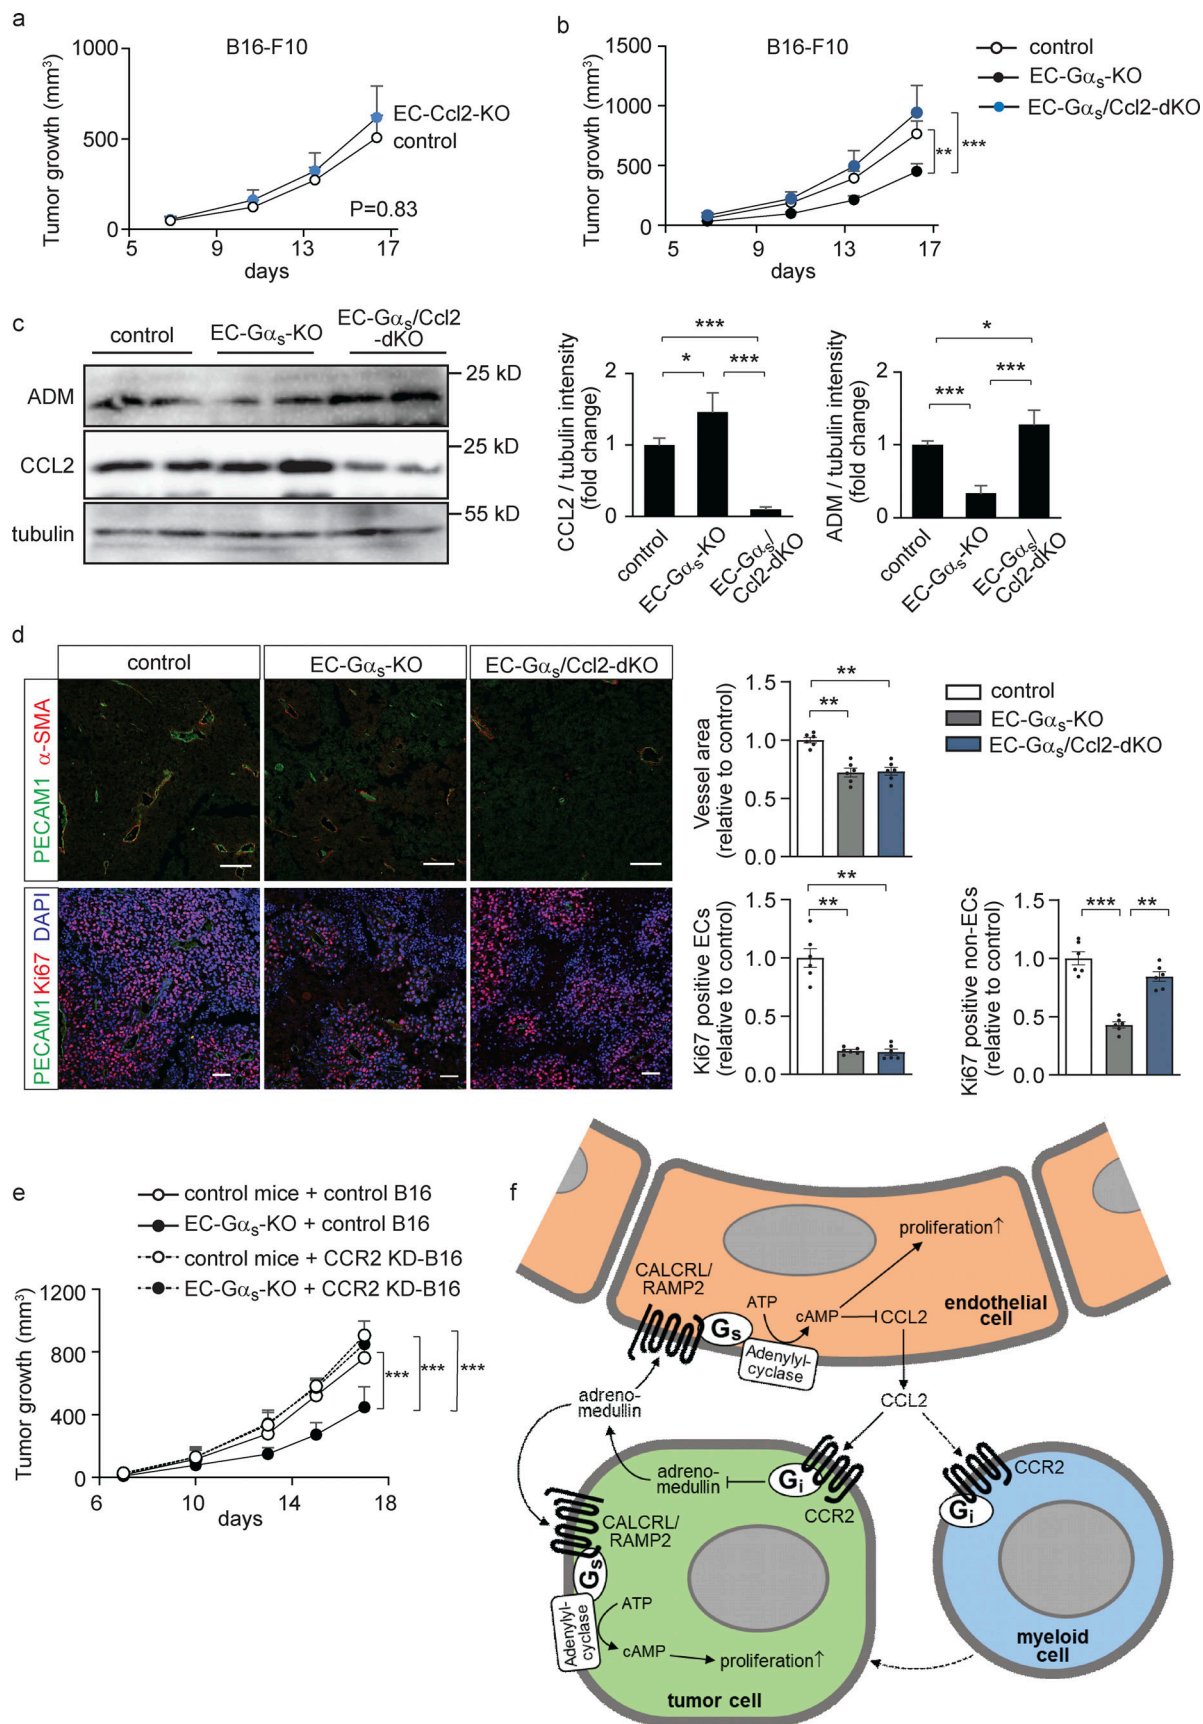 a
B16-F10
Tumor growth (mm³)
1000
500
0
5
9
13
17
days
EC-Ccl2-KO
control
P=0.83
b
B16-F10
Tumor growth (mm³)
1500
1000
500
0
5
9
13
17
days
**
***
control
EC-Gαs-KO
EC-Gαs/Ccl2-dKO
c
control
EC-Gαs-KO
EC-Gαs/Ccl2
-dKO
ADM
25 kD
CCL2
25 kD
tubulin
55 kD
CCL2 / tubulin intensity
(fold change)
2
1
0
***
*
***
control
EC-Gαs-KO
EC-Gαs/
Ccl2-dKO
ADM / tubulin intensity
(fold change)
2
1
0
*
***
***
control
EC-Gαs-KO
EC-Gαs/
Ccl2-dKO
d
control
EC-Gαs-KO
EC-Gαs/Ccl2-dKO
PECAM1 α-SMA
PECAM1 Ki67 DAPI
Vessel area
(relative to control)
1.5
1.0
0.5
0.0
**
**
control
EC-Gαs-KO
EC-Gαs/Ccl2-dKO
Ki67 positive ECs
(relative to control)
1.5
1.0
0.5
0.0
**
**
Ki67 positive non-ECs
(relative to control)
1.5
1.0
0.5
0.0
***
**
e
control mice + control B16
EC-Gαs-KO + control B16
control mice + CCR2 KD-B16
EC-Gαs-KO + CCR2 KD-B16
Tumor growth (mm³)
1200
800
400
0
6
10
14
18
days
***
***
***
f
proliferation↑
CALCRL/
RAMP2
ATP
cAMP
CCL2
Gs
Adenylyl-
cyclase
endothelial
cell
adreno-
medullin
CCL2
adreno-
medullin
Gi
CCR2
CCR2
Gi
CALCRL/
RAMP2
Gs
Adenylyl-
cyclase
ATP
cAMP
proliferation↑
tumor cell
myeloid
cell